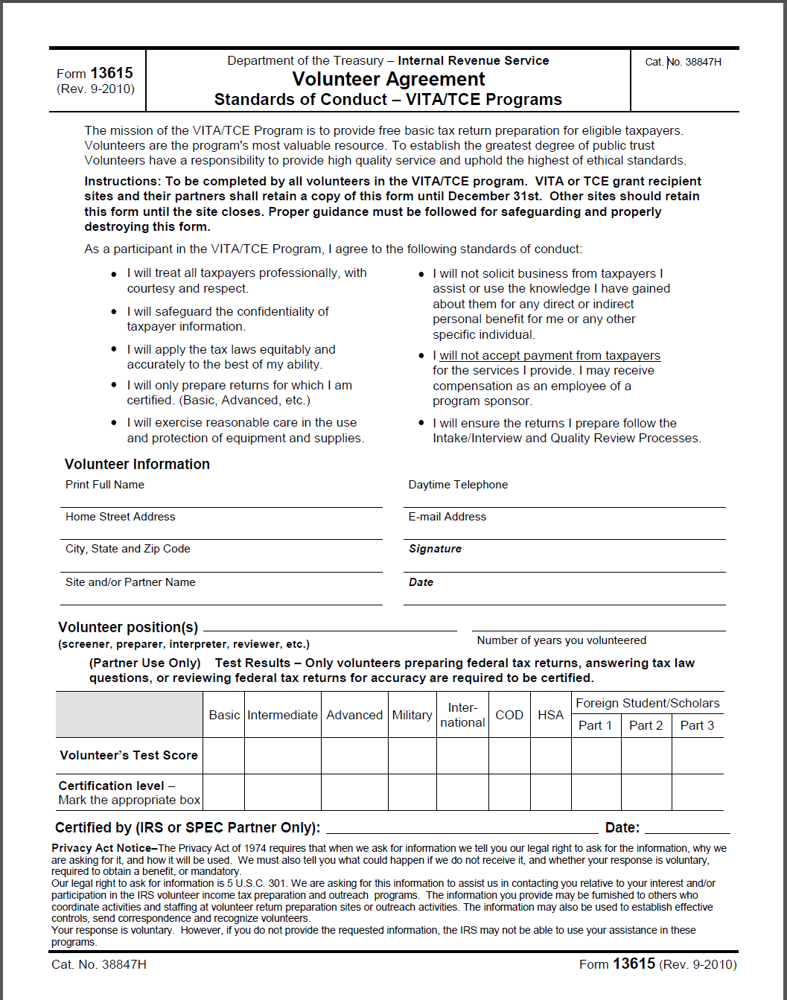 Form 13615
(Rev. 9-2010)
Department of the Treasury – Internal Revenue Service
Volunteer Agreement
Standards of Conduct – VITA/TCE Programs
Cat. No. 38847H
The mission of the VITA/TCE Program is to provide free basic tax return preparation for eligible taxpayers.
Volunteers are the program's most valuable resource. To establish the greatest degree of public trust
Volunteers have a responsibility to provide high quality service and uphold the highest of ethical standards.
Instructions: To be completed by all volunteers in the VITA/TCE program. VITA or TCE grant recipient
sites and their partners shall retain a copy of this form until December 31st. Other sites should retain
this form until the site closes. Proper guidance must be followed for safeguarding and properly
destroying this form.
As a participant in the VITA/TCE Program, I agree to the following standards of conduct:
• I will treat all taxpayers professionally, with
courtesy and respect.
• I will safeguard the confidentiality of
taxpayer information.
• I will apply the tax laws equitably and
accurately to the best of my ability.
• I will only prepare returns for which I am
certified. (Basic, Advanced, etc.)
• I will exercise reasonable care in the use
and protection of equipment and supplies.
• I will not solicit business from taxpayers I
assist or use the knowledge I have gained
about them for any direct or indirect
personal benefit for me or any other
specific individual.
• I will not accept payment from taxpayers
for the services I provide. I may receive
compensation as an employee of a
program sponsor.
• I will ensure the returns I prepare follow the
Intake/Interview and Quality Review Processes.
Volunteer Information
Print Full Name
Daytime Telephone
Home Street Address
E-mail Address
City, State and Zip Code
Signature
Site and/or Partner Name
Date
Volunteer position(s)
(screener, preparer, interpreter, reviewer, etc.)
Number of years you volunteered
(Partner Use Only) Test Results – Only volunteers preparing federal tax returns, answering tax law
questions, or reviewing federal tax returns for accuracy are required to be certified.
Basic Intermediate Advanced Military Inter-
national COD HSA Foreign Student/Scholars
Part 1 Part 2 Part 3
Volunteer's Test Score
Certification level –
Mark the appropriate box
Certified by (IRS or SPEC Partner Only): Date:
Privacy Act Notice–The Privacy Act of 1974 requires that when we ask for information we tell you our legal right to ask for the information, why we
are asking for it, and how it will be used. We must also tell you what could happen if we do not receive it, and whether your response is voluntary,
required to obtain a benefit, or mandatory.
Our legal right to ask for information is 5 U.S.C. 301. We are asking for this information to assist us in contacting you relative to your interest and/or
participation in the IRS volunteer income tax preparation and outreach programs. The information you provide may be furnished to others who
coordinate activities and staffing at volunteer return preparation sites or outreach activities. The information may also be used to establish effective
controls, send correspondence and recognize volunteers.
Your response is voluntary. However, if you do not provide the requested information, the IRS may not be able to use your assistance in these
programs.
Cat. No. 38847H
Form 13615 (Rev. 9-2010)